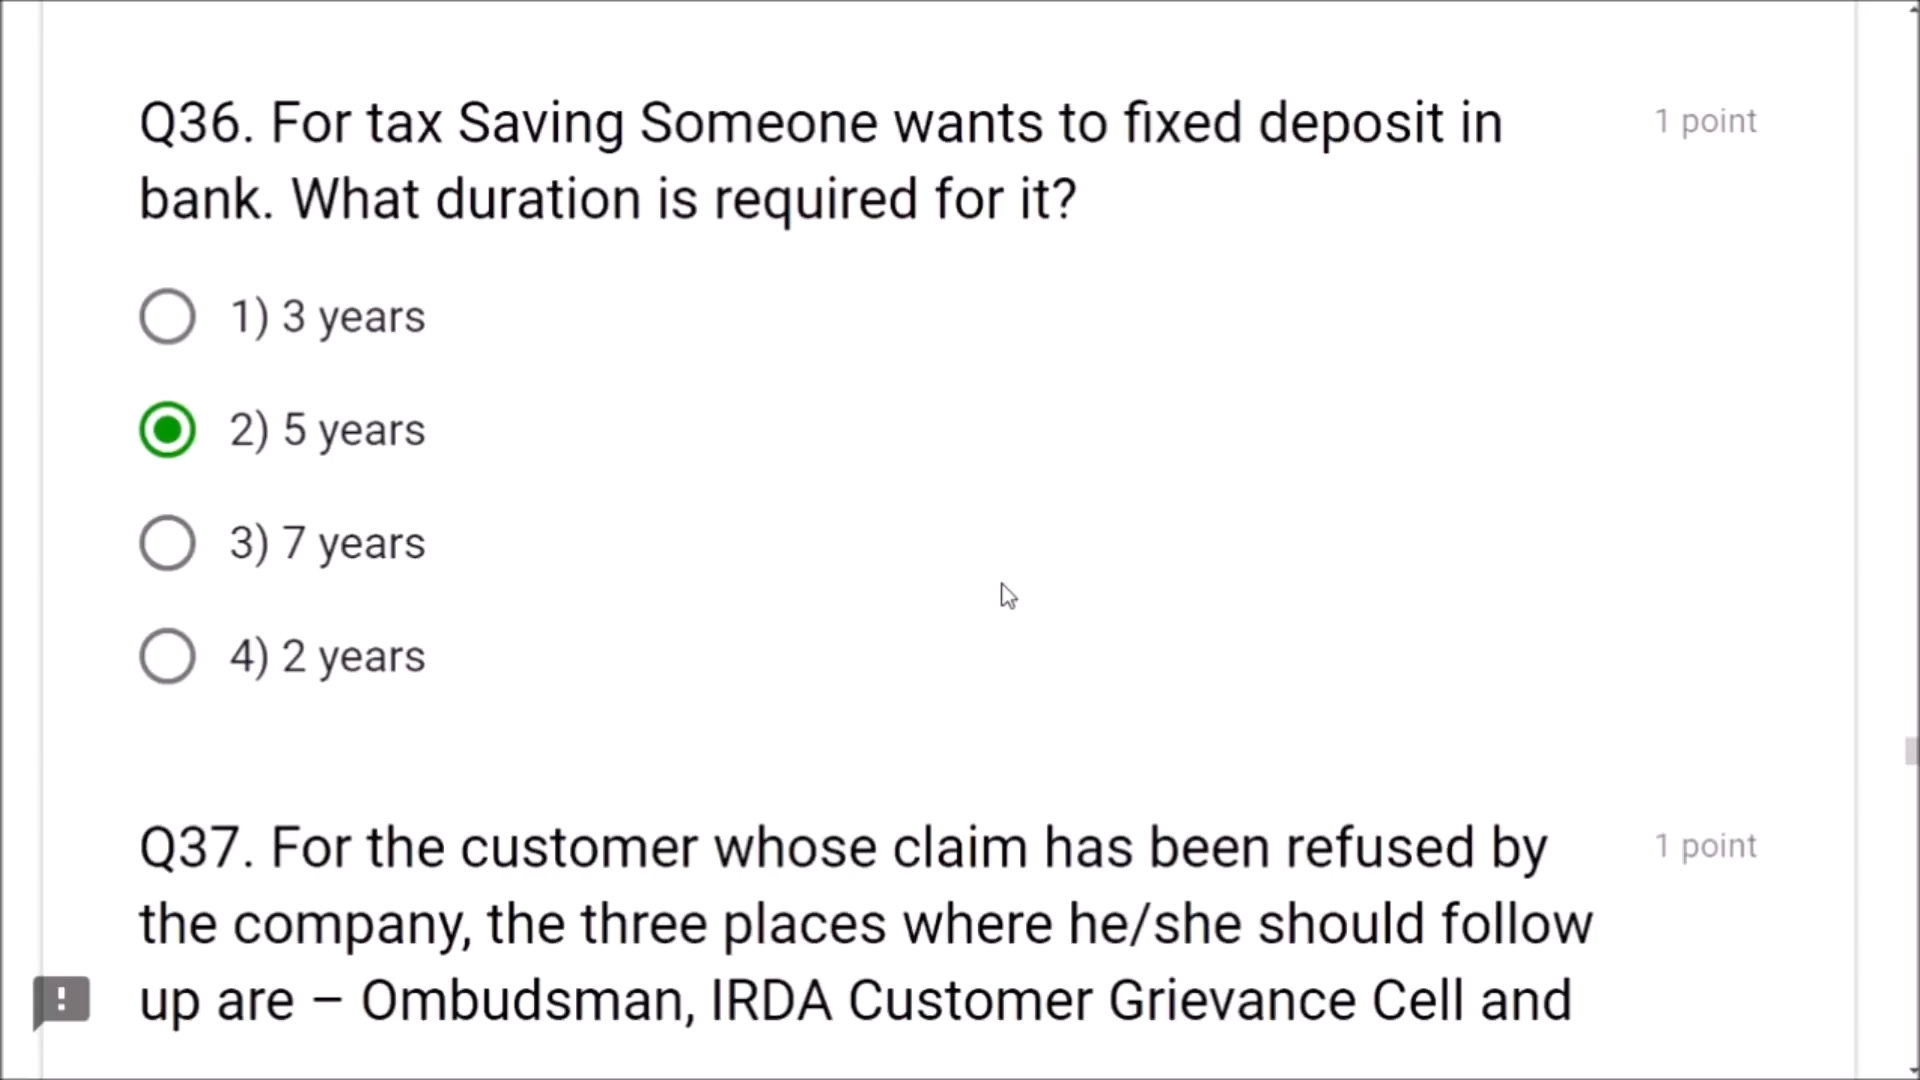 Q36. For tax Saving Someone wants to fixed deposit in
1 point
bank. What duration is required for it?
1) 3 years
2) 5 years
3) 7 years
4) 2 years
Q37. For the customer whose claim has been refused by
1 point
the company, the three places where he/she should follow
up are – Ombudsman, IRDA Customer Grievance Cell and